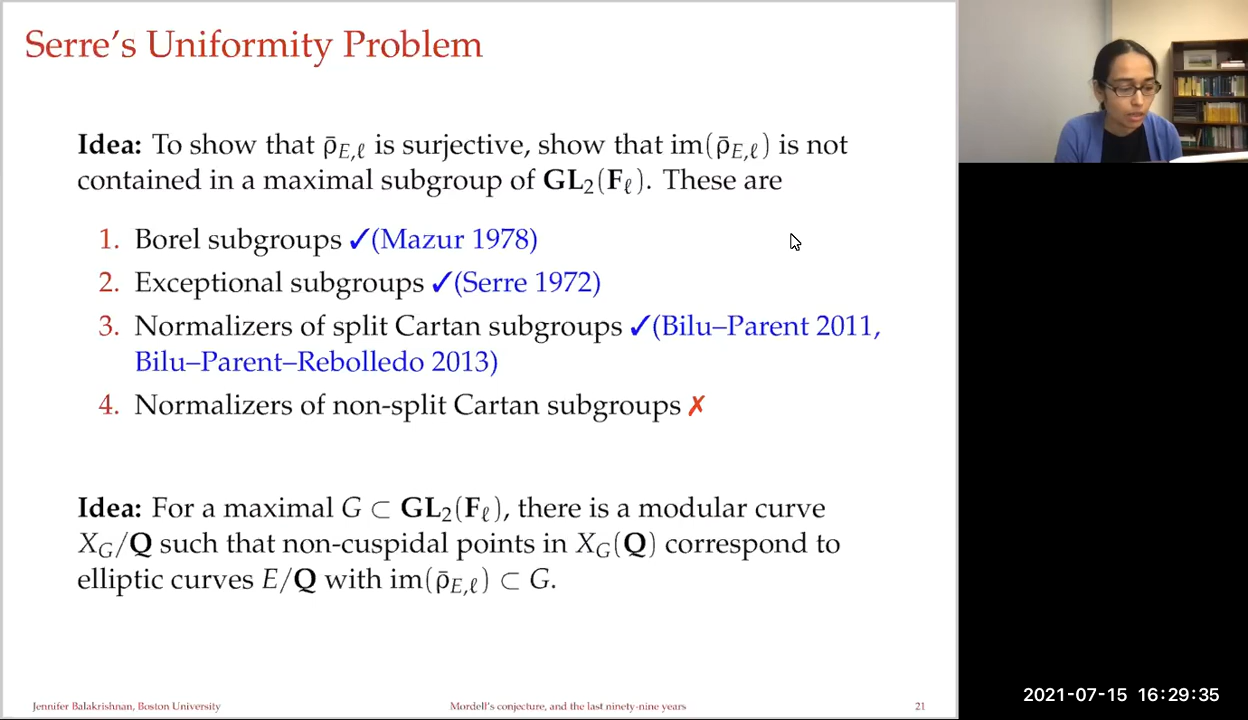 Serre's Uniformity Problem
Idea: To show that ρ̄_{E,ℓ} is surjective, show that im(ρ̄_{E,ℓ}) is not
contained in a maximal subgroup of GL₂(F_ℓ). These are
1. Borel subgroups ✓(Mazur 1978)
2. Exceptional subgroups ✓(Serre 1972)
3. Normalizers of split Cartan subgroups ✓(Bilu–Parent 2011,
Bilu–Parent–Rebolledo 2013)
4. Normalizers of non-split Cartan subgroups ✗
Idea: For a maximal G ⊂ GL₂(F_ℓ), there is a modular curve
X_G/Q such that non-cuspidal points in X_G(Q) correspond to
elliptic curves E/Q with im(ρ̄_{E,ℓ}) ⊂ G.
Jennifer Balakrishnan, Boston University
Mordell's conjecture, and the last ninety-nine years
21
2021-07-15 16:29:35